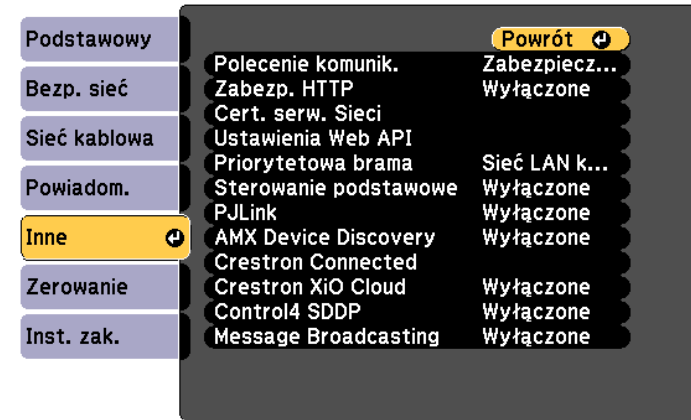 Podstawowy
Bezp. sieć
Sieć kablowa
Powiadom.
Inne
Zerowanie
Inst. zak.
Powrót
Polecenie komunik. Zabezpiecz...
Zabezp. HTTP Wyłączone
Cert. serw. Sieci
Ustawienia Web API
Priorytetowa brama Sieć LAN k...
Sterowanie podstawowe Wyłączone
PJLink Wyłączone
AMX Device Discovery Wyłączone
Crestron Connected
Crestron XiO Cloud Wyłączone
Control4 SDDP Wyłączone
Message Broadcasting Wyłączone